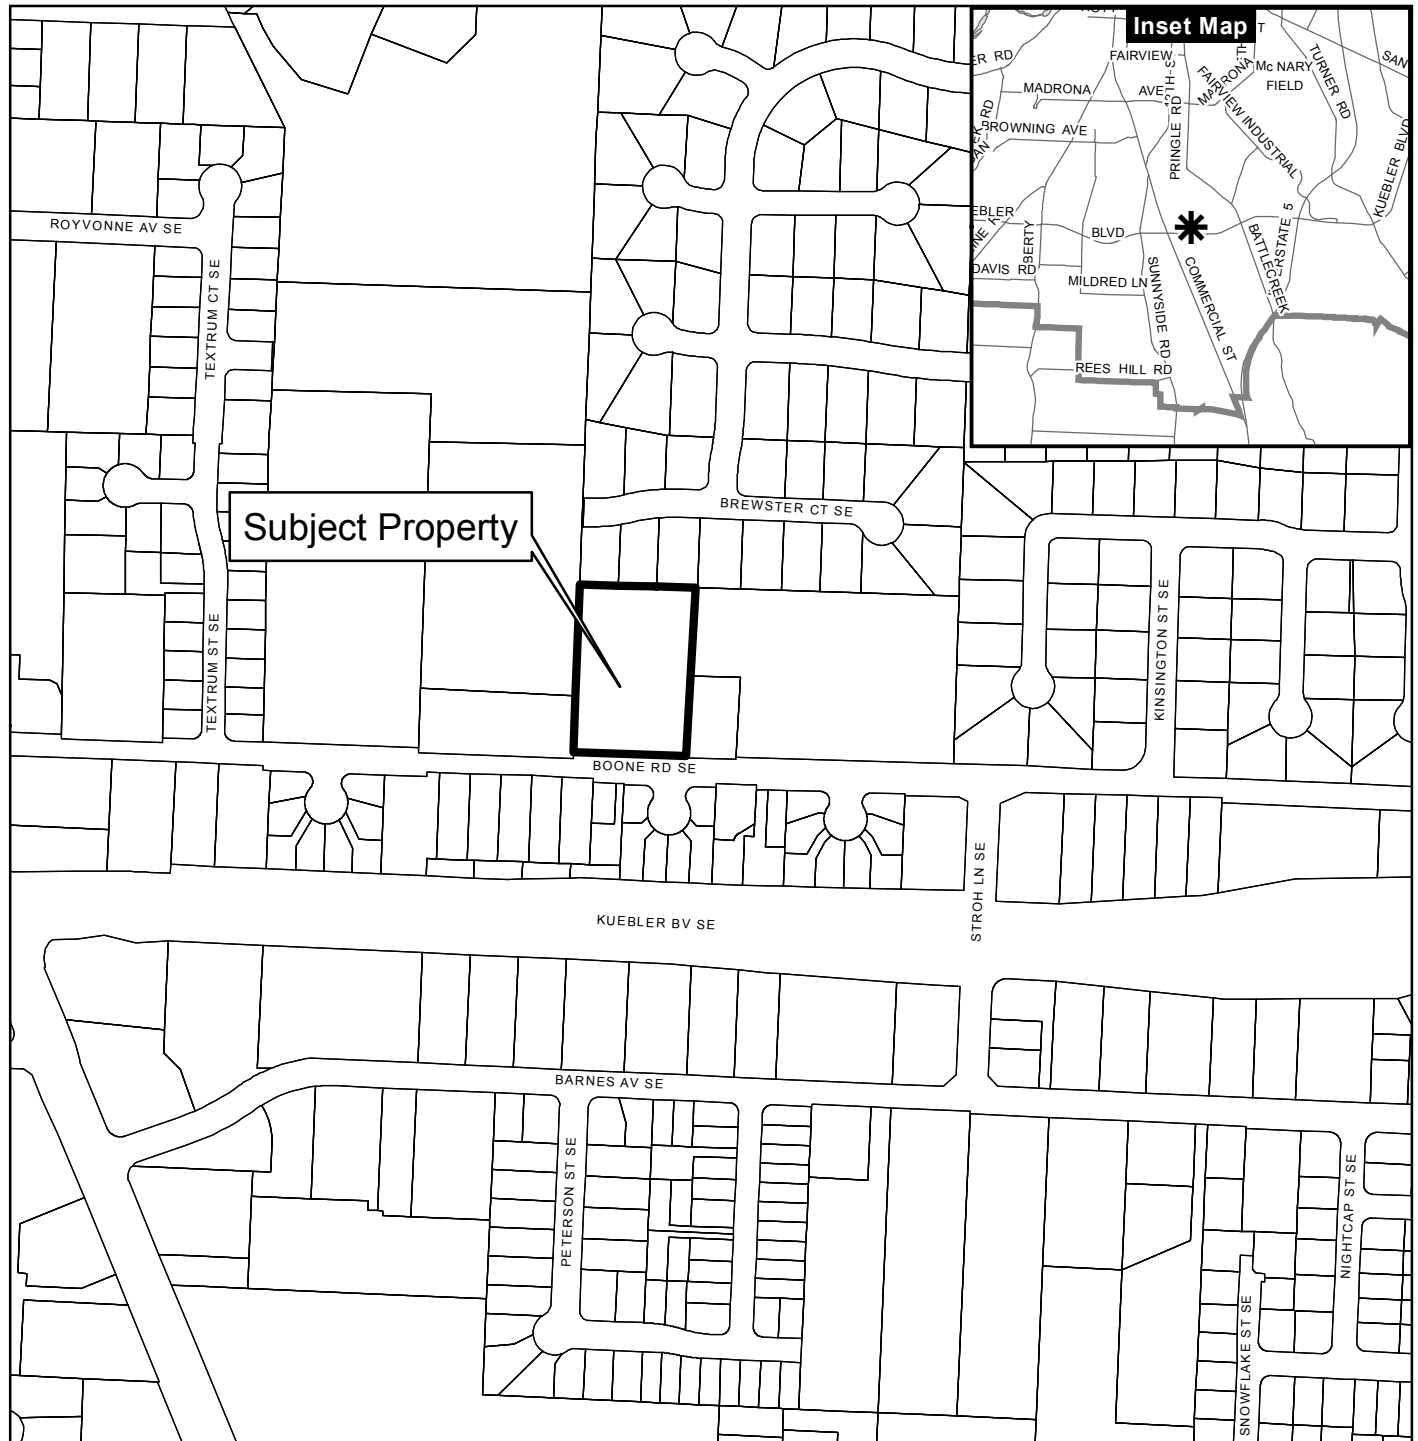 Inset Map
FAIRVIEW
Mc NARY
FIELD
TURNER RD
SAN
ER RD
MADRONA AVE
MADRONA
FAIRVIEW INDUSTRIAL
BROWNING AVE
PRINGLE RD
KUEBLER BLVD
EBLER
BLVD
BERTY
DAVIS RD
MILDRED LN
SUNNYSIDE RD
COMMERCIAL ST
BATTLECREEK
ERSTATE 5
REES HILL RD
ROYVONNE AV SE
TEXTRUM CT SE
BREWSTER CT SE
Subject Property
KINSINGTON ST SE
TEXTRUM ST SE
BOONE RD SE
STROH LN SE
KUEBLER BV SE
BARNES AV SE
PETERSON ST SE
NIGHTCAP ST SE
SNOWFLAKE ST SE